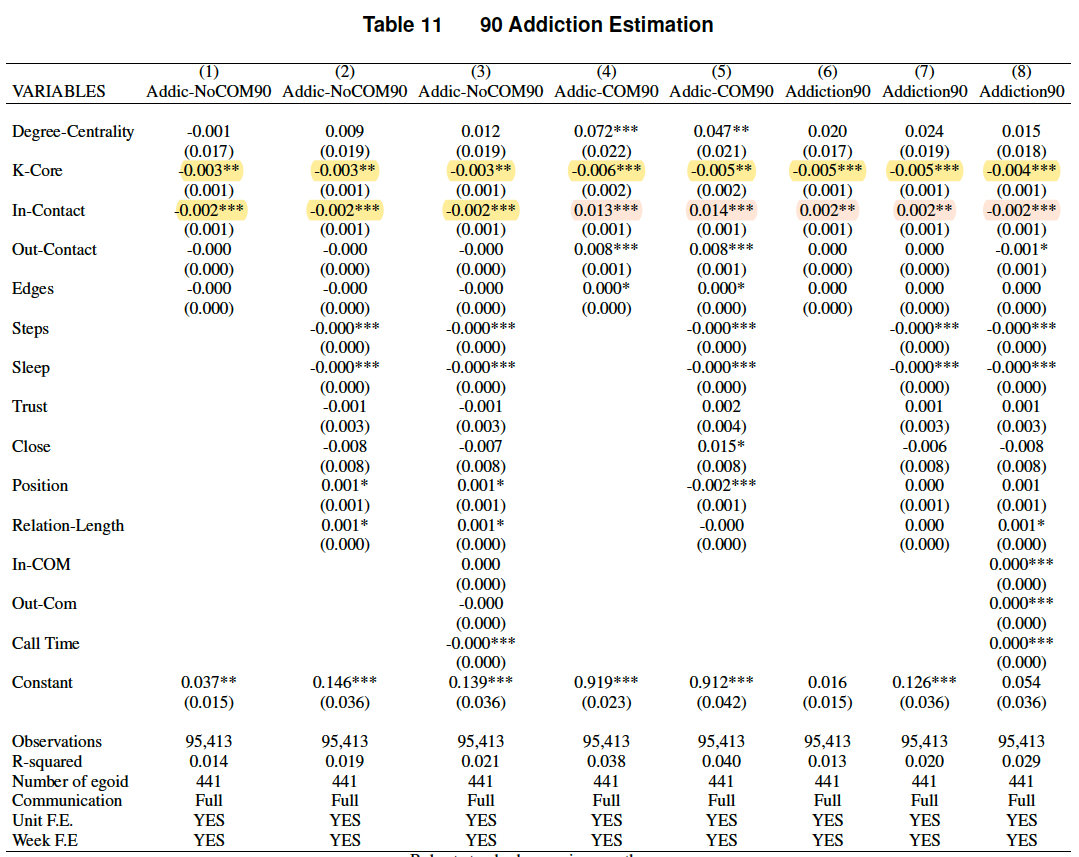 Table 11 90 Addiction Estimation
(1) (2) (3) (4) (5) (6) (7) (8)
VARIABLES Addic-NoCOM90 Addic-NoCOM90 Addic-NoCOM90 Addic-COM90 Addic-COM90 Addiction90 Addiction90 Addiction90
Degree-Centrality -0.001 0.009 0.012 0.072*** 0.047** 0.020 0.024 0.015
(0.017) (0.019) (0.019) (0.022) (0.021) (0.017) (0.019) (0.018)
K-Core -0.003** -0.003** -0.003** -0.006*** -0.005** -0.005*** -0.005*** -0.004***
(0.001) (0.001) (0.001) (0.002) (0.002) (0.001) (0.001) (0.001)
In-Contact -0.002*** -0.002*** -0.002*** 0.013*** 0.014*** 0.002** 0.002** -0.002***
(0.001) (0.001) (0.001) (0.001) (0.001) (0.001) (0.001) (0.001)
Out-Contact -0.000 -0.000 -0.000 0.008*** 0.008*** 0.000 0.000 -0.001*
(0.000) (0.000) (0.000) (0.001) (0.001) (0.000) (0.000) (0.001)
Edges -0.000 -0.000 -0.000 0.000* 0.000* 0.000 0.000 0.000
(0.000) (0.000) (0.000) (0.000) (0.000) (0.000) (0.000) (0.000)
Steps -0.000*** -0.000*** -0.000*** -0.000*** -0.000***
(0.000) (0.000) (0.000) (0.000) (0.000)
Sleep -0.000*** -0.000*** -0.000*** -0.000*** -0.000***
(0.000) (0.000) (0.000) (0.000) (0.000)
Trust -0.001 -0.001 0.002 0.001 0.001
(0.003) (0.003) (0.004) (0.003) (0.003)
Close -0.008 -0.007 0.015* -0.006 -0.008
(0.008) (0.008) (0.008) (0.008) (0.008)
Position 0.001* 0.001* -0.002*** 0.000 0.001
(0.001) (0.001) (0.001) (0.001) (0.001)
Relation-Length 0.001* 0.001* -0.000 0.000 0.001*
(0.000) (0.000) (0.000) (0.000) (0.000)
In-COM 0.000 0.000***
(0.000) (0.000)
Out-Com -0.000 0.000***
(0.000) (0.000)
Call Time -0.000*** 0.000***
(0.000) (0.000)
Constant 0.037** 0.146*** 0.139*** 0.919*** 0.912*** 0.016 0.126*** 0.054
(0.015) (0.036) (0.036) (0.023) (0.042) (0.015) (0.036) (0.036)
Observations 95,413 95,413 95,413 95,413 95,413 95,413 95,413 95,413
R-squared 0.014 0.019 0.021 0.038 0.040 0.013 0.020 0.029
Number of egoid 441 441 441 441 441 441 441 441
Communication Full Full Full Full Full Full Full Full
Unit F.E. YES YES YES YES YES YES YES YES
Week F.E YES YES YES YES YES YES YES YES